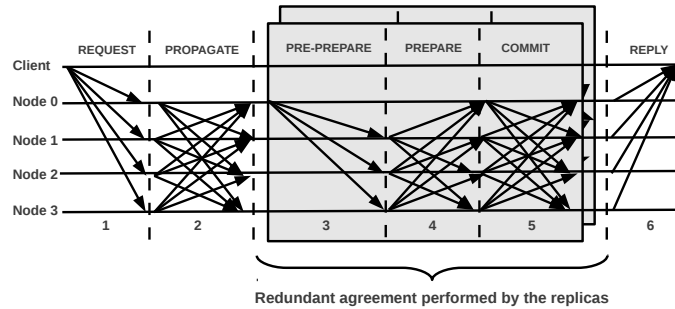 REQUEST PROPAGATE PRE-PREPARE PREPARE COMMIT REPLY
Client
Node 0
Node 1
Node 2
Node 3
1 2 3 4 5 6
Redundant agreement performed by the replicas